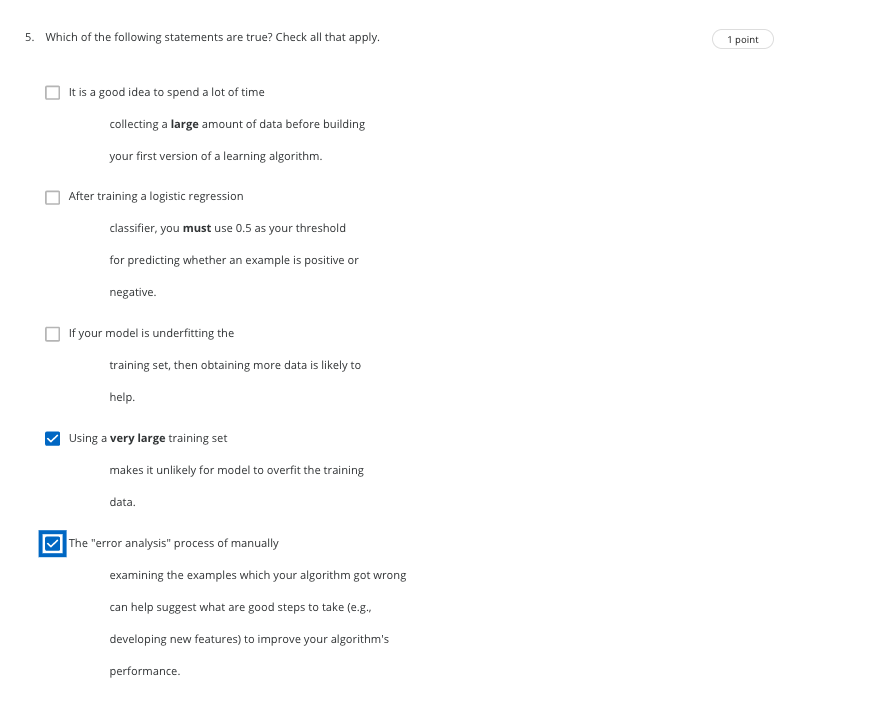 5. Which of the following statements are true? Check all that apply.
1 point
It is a good idea to spend a lot of time
collecting a large amount of data before building
your first version of a learning algorithm.
After training a logistic regression
classifier, you must use 0.5 as your threshold
for predicting whether an example is positive or
negative.
If your model is underfitting the
training set, then obtaining more data is likely to
help.
Using a very large training set
makes it unlikely for model to overfit the training
data.
The "error analysis" process of manually
examining the examples which your algorithm got wrong
can help suggest what are good steps to take (e.g.,
developing new features) to improve your algorithm's
performance.